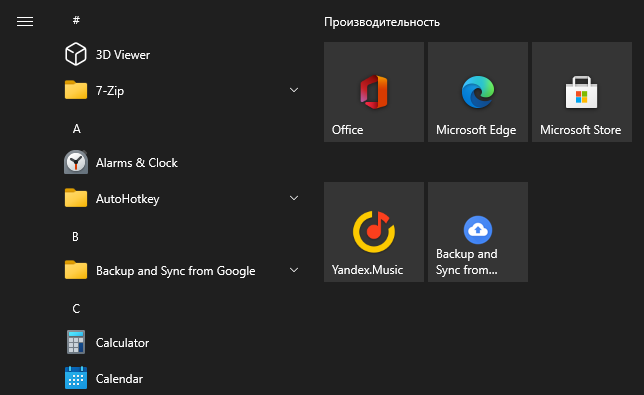 #
3D Viewer
7-Zip
A
Alarms & Clock
AutoHotkey
B
Backup and Sync from Google
C
Calculator
Calendar
Производительность
Office
Microsoft Edge
Microsoft Store
Yandex.Music
Backup and
Sync from...